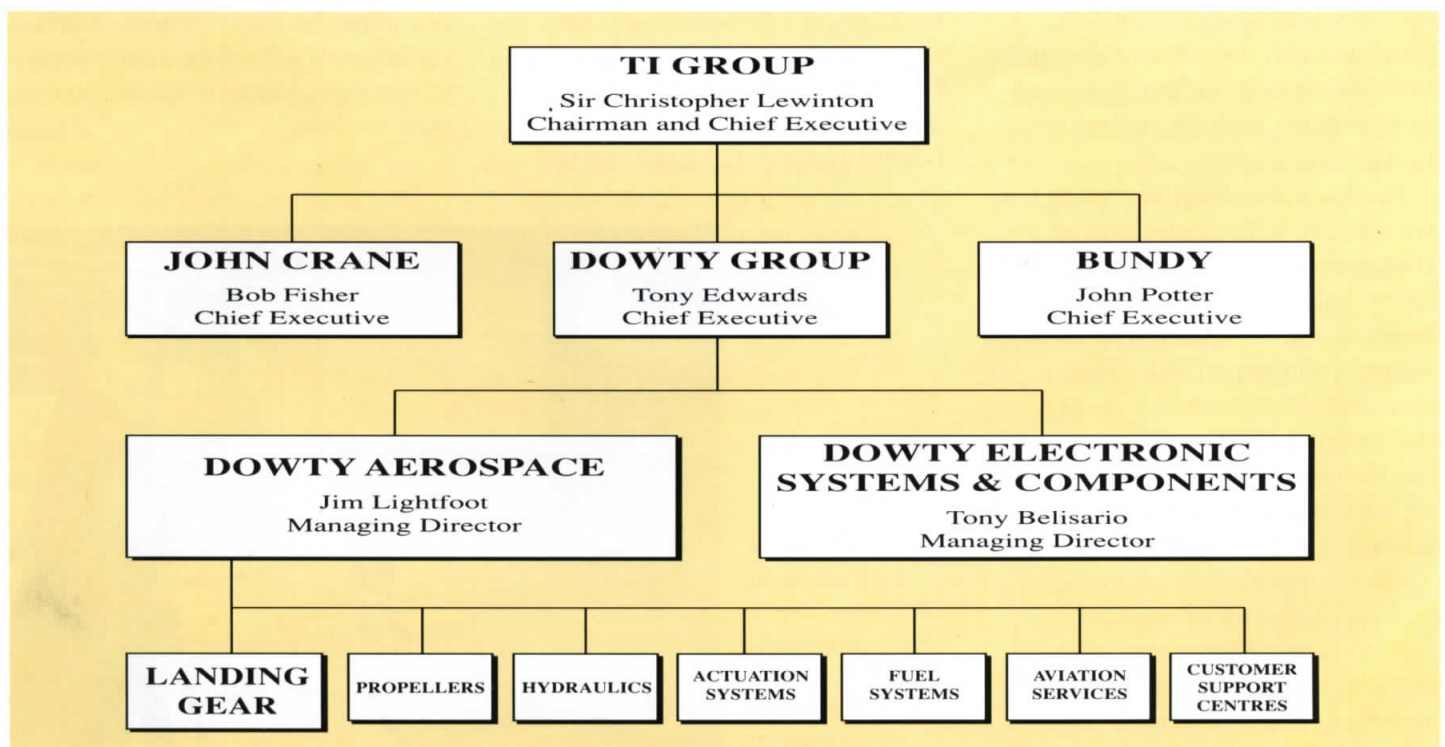 TI GROUP
Sir Christopher Lewinton
Chairman and Chief Executive
JOHN CRANE
Bob Fisher
Chief Executive
DOWTY GROUP
Tony Edwards
Chief Executive
BUNDY
John Potter
Chief Executive
DOWTY AEROSPACE
Jim Lightfoot
Managing Director
DOWTY ELECTRONIC
SYSTEMS & COMPONENTS
Tony Belisario
Managing Director
LANDING
GEAR
PROPELLERS
HYDRAULICS
ACTUATION
SYSTEMS
FUEL
SYSTEMS
AVIATION
SERVICES
CUSTOMER
SUPPORT
CENTRES